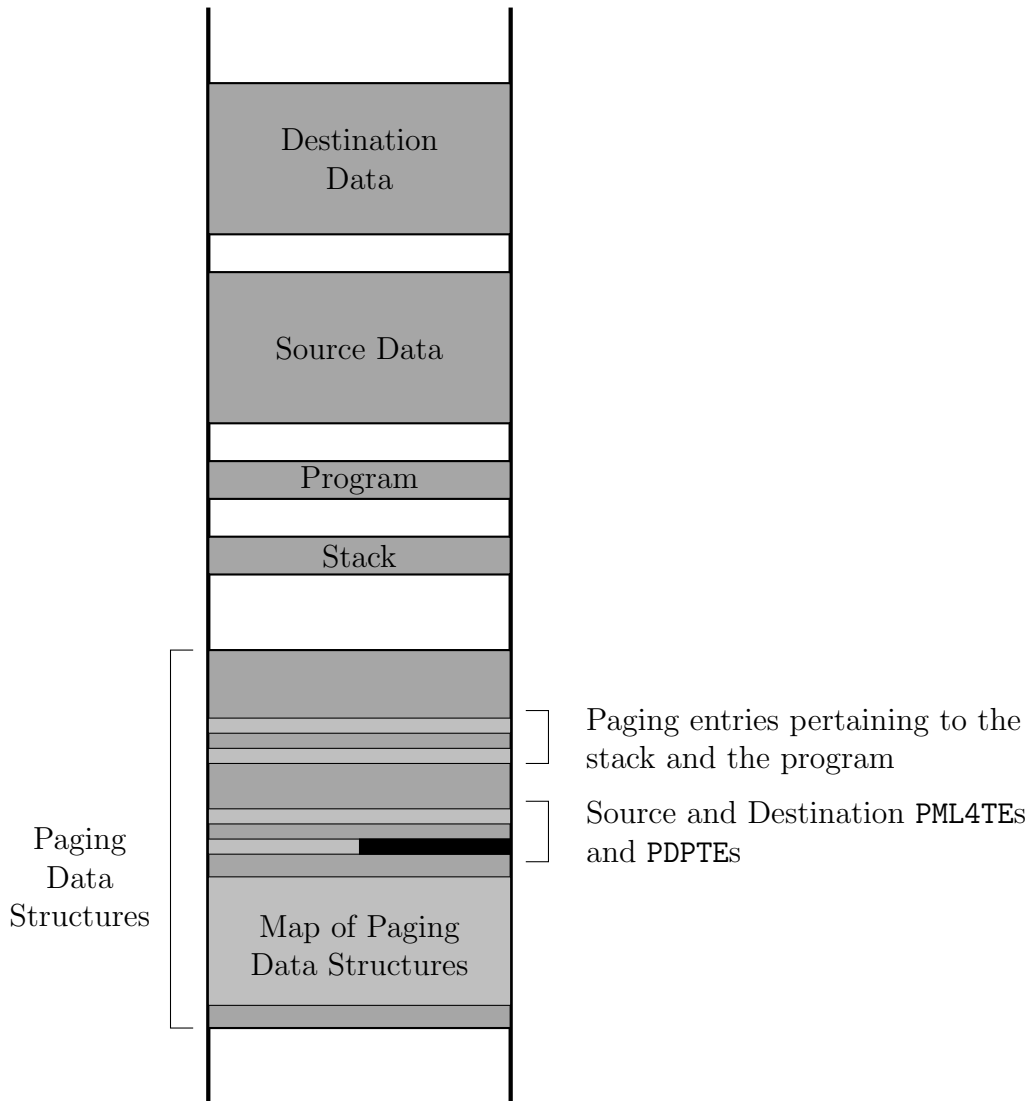 Destination
Data
Source Data
Program
Stack
Paging entries pertaining to the
stack and the program
Source and Destination PML4TEs
and PDPTEs
Paging
Data
Structures
Map of Paging
Data Structures